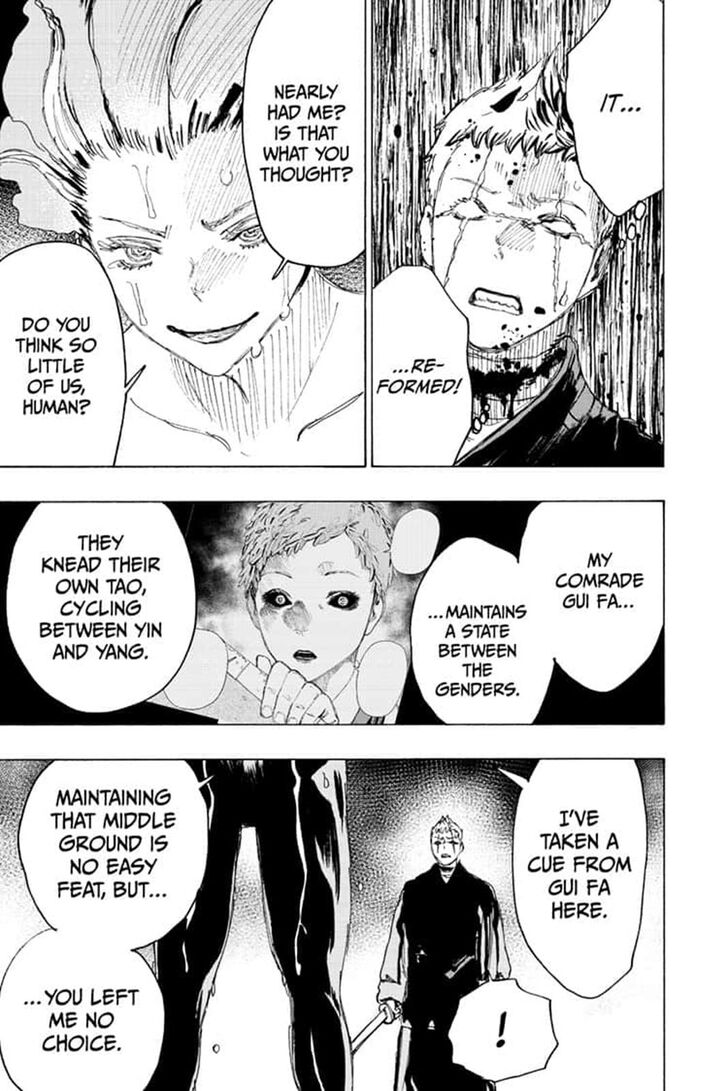 IT...
...RE-
FORMED!
NEARLY
HAD ME?
IS THAT
WHAT YOU
THOUGHT?
DO YOU
THINK SO
LITTLE
OF US,
HUMAN?
MY
COMRADE
GUI FA...
...MAINTAINS
A STATE
BETWEEN
THE
GENDERS.
THEY
KNEAD THEIR
OWN TAO,
CYCLING
BETWEEN YIN
AND YANG.
I'VE
TAKEN A
CUE FROM
GUI FA
HERE.
!
MAINTAINING
THAT MIDDLE
GROUND IS
NO EASY
FEAT, BUT...
...YOU LEFT
ME NO
CHOICE.